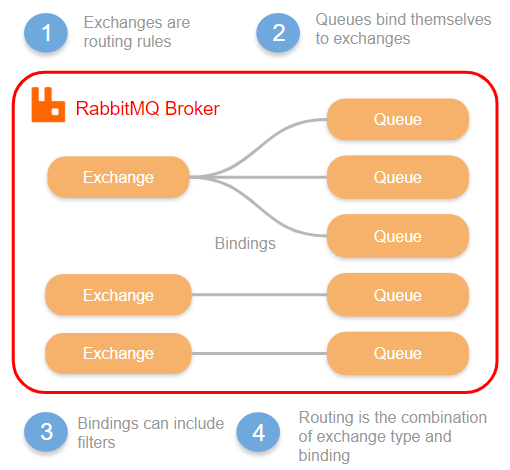 1
Exchanges are
routing rules
2
Queues bind themselves
to exchanges
RabbitMQ Broker
Queue
Exchange
Queue
Queue
Bindings
Exchange
Queue
Exchange
Queue
3
Bindings can include
filters
4
Routing is the combination
of exchange type and
binding